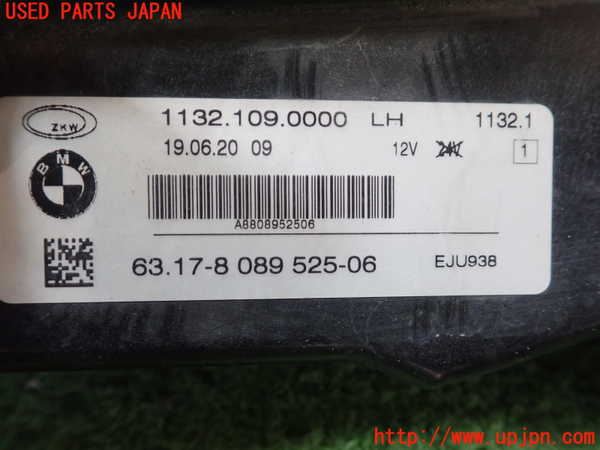 USED PARTS JAPAN
ZKW
1132.109.0000 LH 1132.1
BMW
19.06.20 09 12V 24V 1
A8808952506
63.17-8 089 525-06 EJU938
http://www.upjpn.com/